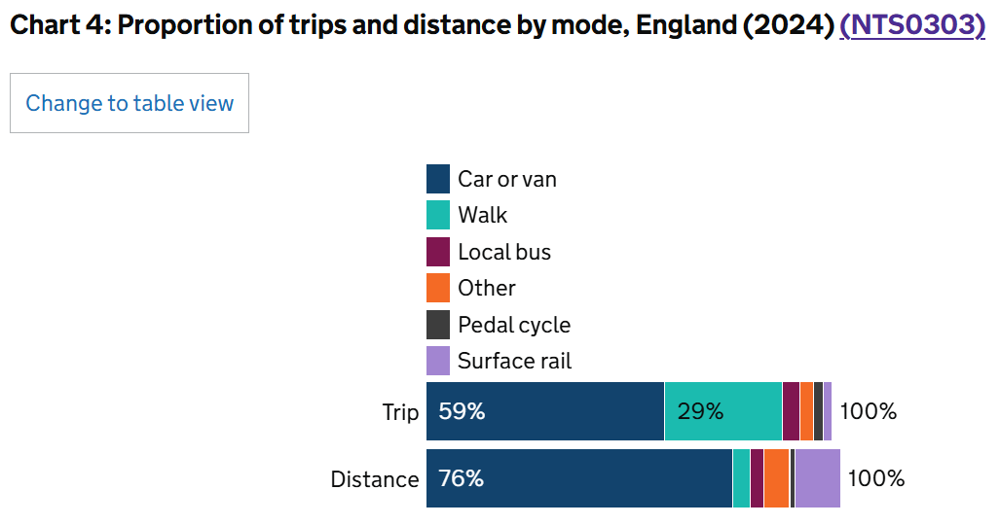 Chart 4: Proportion of trips and distance by mode, England (2024) (NTS0303)
Change to table view
Car or van
Walk
Local bus
Other
Pedal cycle
Surface rail
Trip 59% 29% 100%
Distance 76% 100%